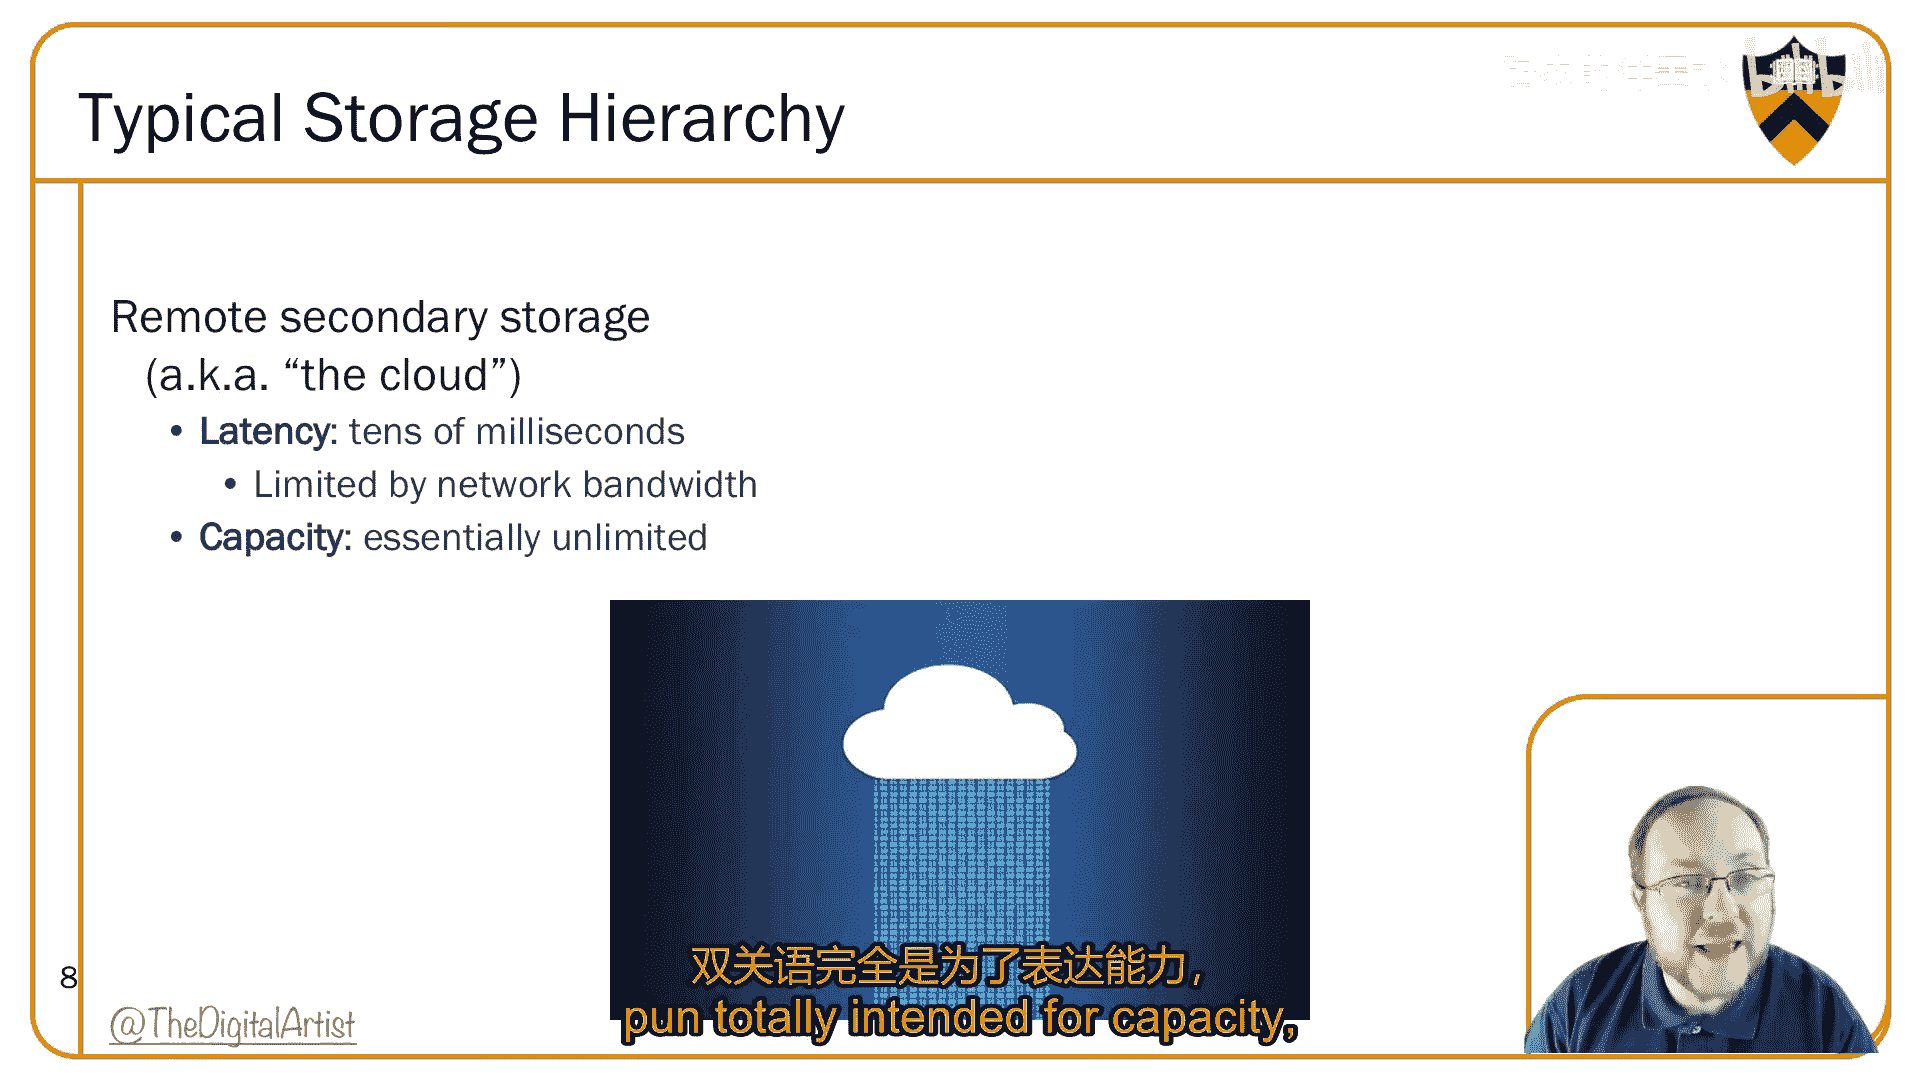 Typical Storage Hierarchy
Remote secondary storage
(a.k.a. “the cloud”)
• Latency: tens of milliseconds
• Limited by network bandwidth
• Capacity: essentially unlimited
8
@TheDigitalArtist
双关语完全是为了表达能力，
pun totally intended for capacity,
bilibili